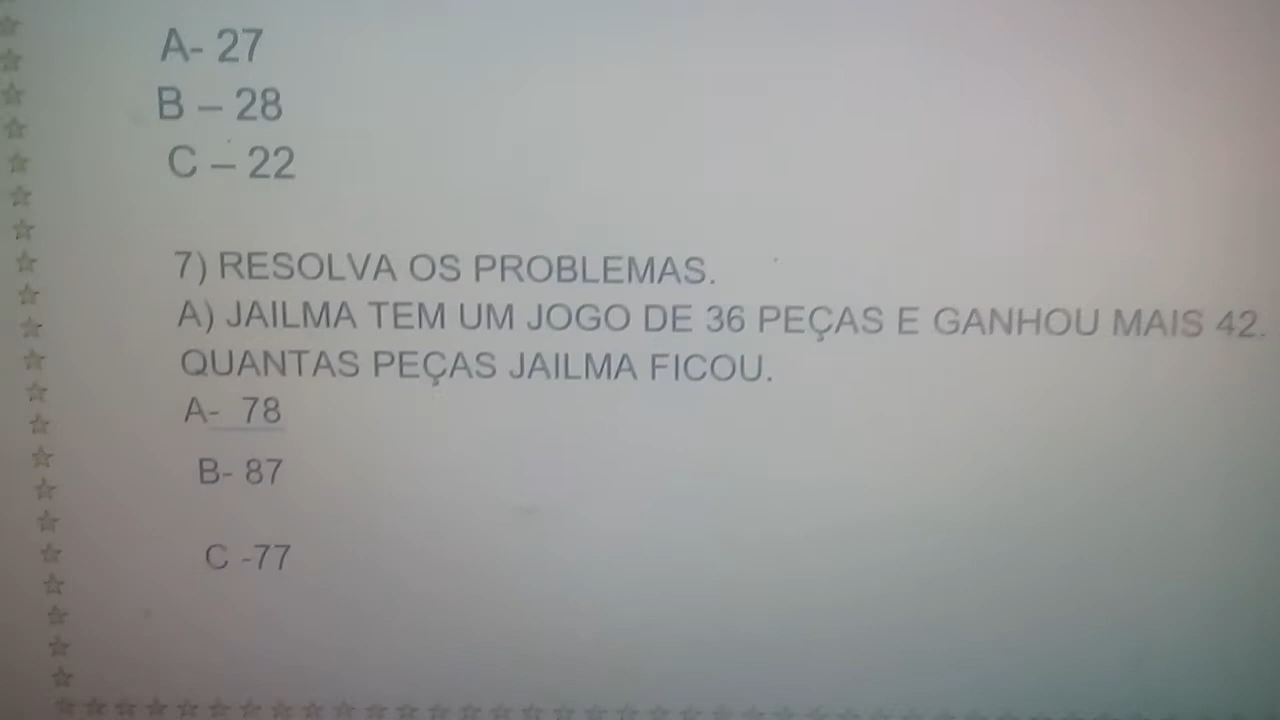 A- 27
B – 28
C – 22
7) RESOLVA OS PROBLEMAS.
A) JAILMA TEM UM JOGO DE 36 PEÇAS E GANHOU MAIS 42.
QUANTAS PEÇAS JAILMA FICOU.
A- 78
B- 87
C -77